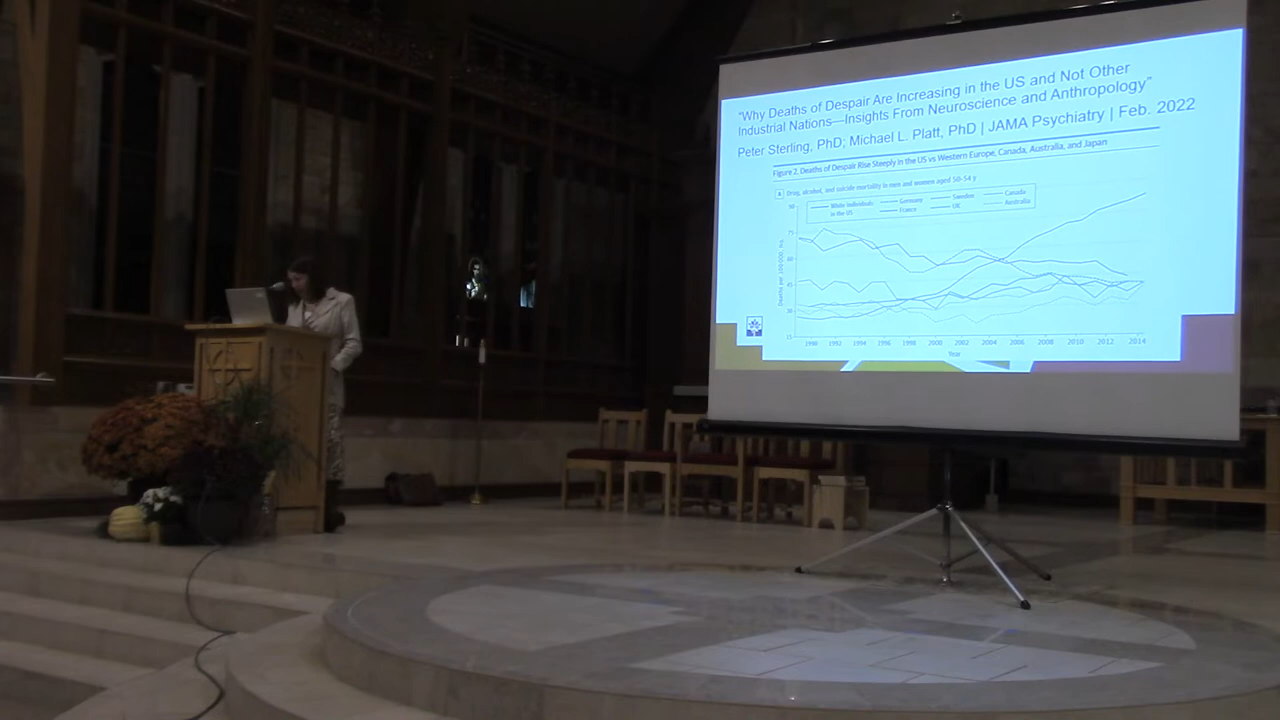 “Why Deaths of Despair Are Increasing in the US and Not Other
Industrial Nations—Insights From Neuroscience and Anthropology”
Peter Sterling, PhD; Michael L. Platt, PhD | JAMA Psychiatry | Feb. 2022
Figure 2. Deaths of Despair Rise Steeply in the US vs Western Europe, Canada, Australia, and Japan
A Drug, alcohol, and suicide mortality in men and women aged 50-54 y
White individuals in the US
Germany
France
Sweden
UK
Canada
Australia
Deaths per 100 000, No.
90
75
60
45
30
15
1990 1992 1994 1996 1998 2000 2002 2004 2006 2008 2010 2012 2014
Year